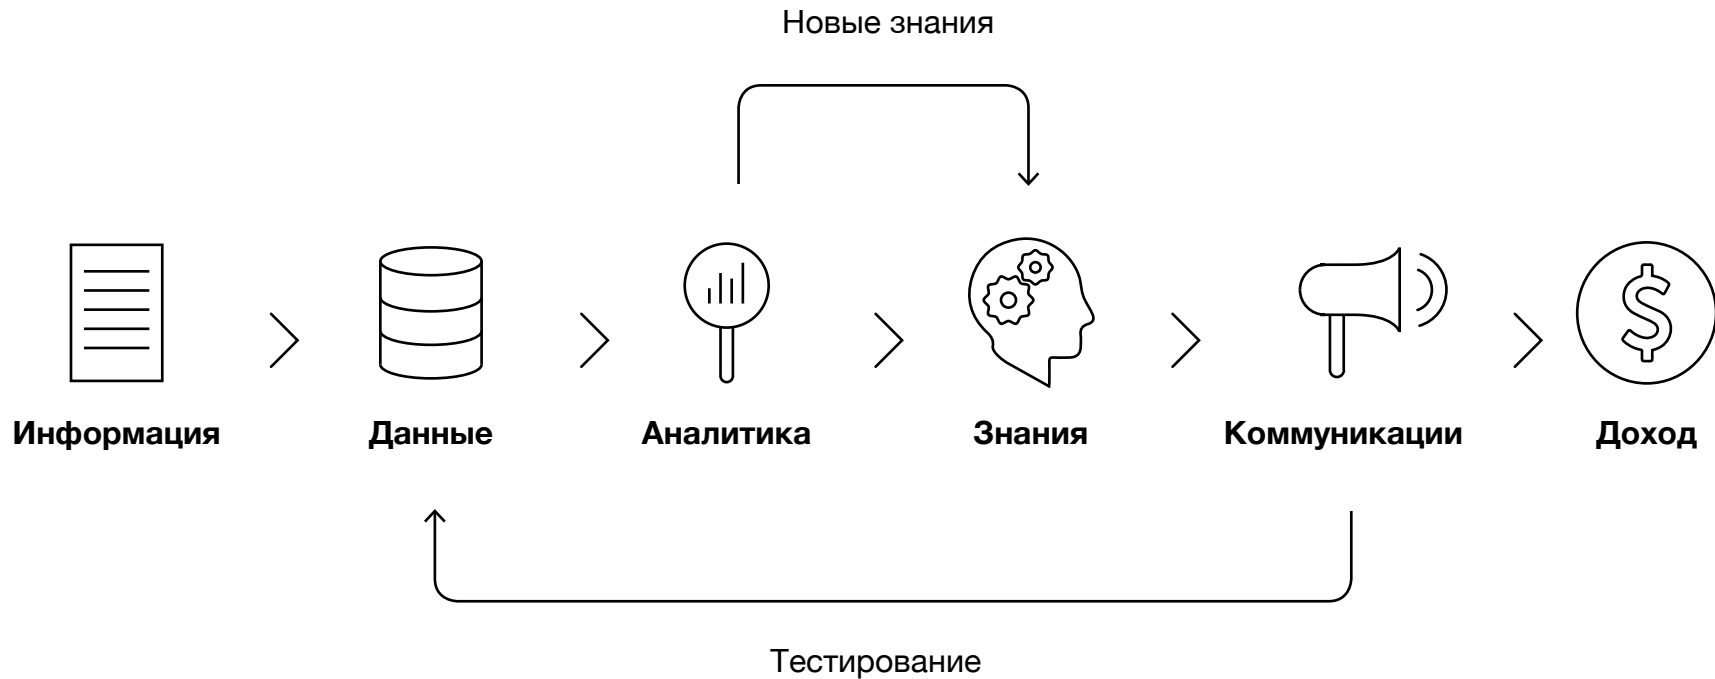 Новые знания
Информация
Данные
Аналитика
Знания
Коммуникации
Доход
Тестирование